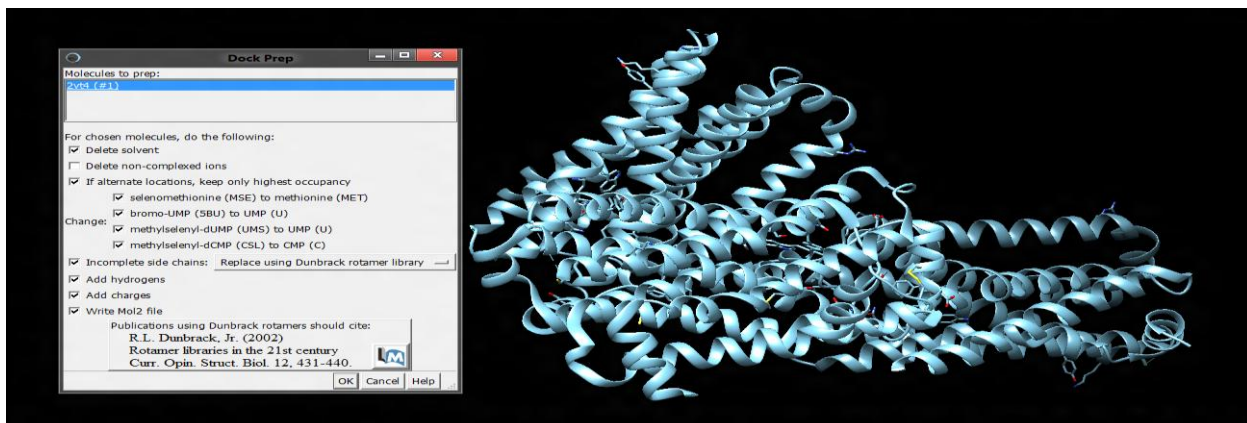 Dock Prep
Molecules to prep:
2vt4 (#1)
For chosen molecules, do the following:
Delete solvent
Delete non-complexed ions
If alternate locations, keep only highest occupancy
selenomethionine (MSE) to methionine (MET)
bromo-UMP (5BU) to UMP (U)
Change:
methylselenyl-dUMP (UMS) to UMP (U)
methylselenyl-dCMP (CSL) to CMP (C)
Incomplete side chains: Replace using Dunbrack rotamer library
Add hydrogens
Add charges
Write Mol2 file
Publications using Dunbrack rotamers should cite:
R.L. Dunbrack, Jr. (2002)
Rotamer libraries in the 21st century
Curr. Opin. Struct. Biol. 12, 431-440.
OK Cancel Help